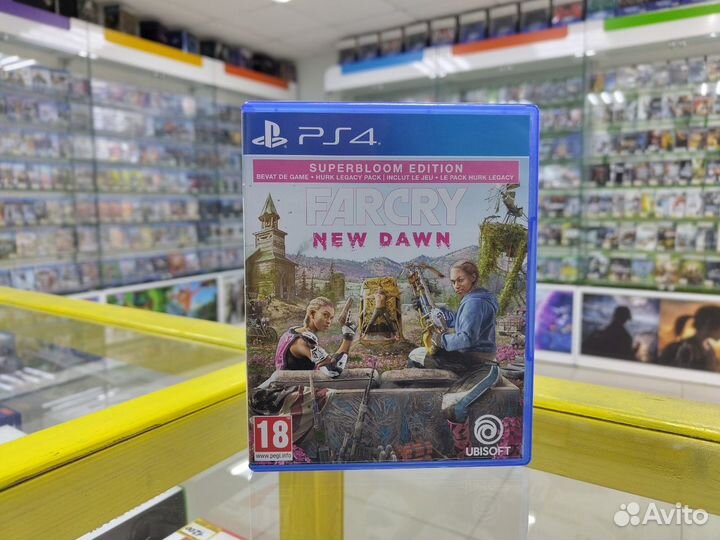 PS4
SUPERBLOOM EDITION
BEVAT DE GAME • HURK LEGACY PACK | INCLUT LE JEU • LE PACK HURK LEGACY
FARCRY
NEW DAWN
18
www.pegi.info
UBISOFT
Avito